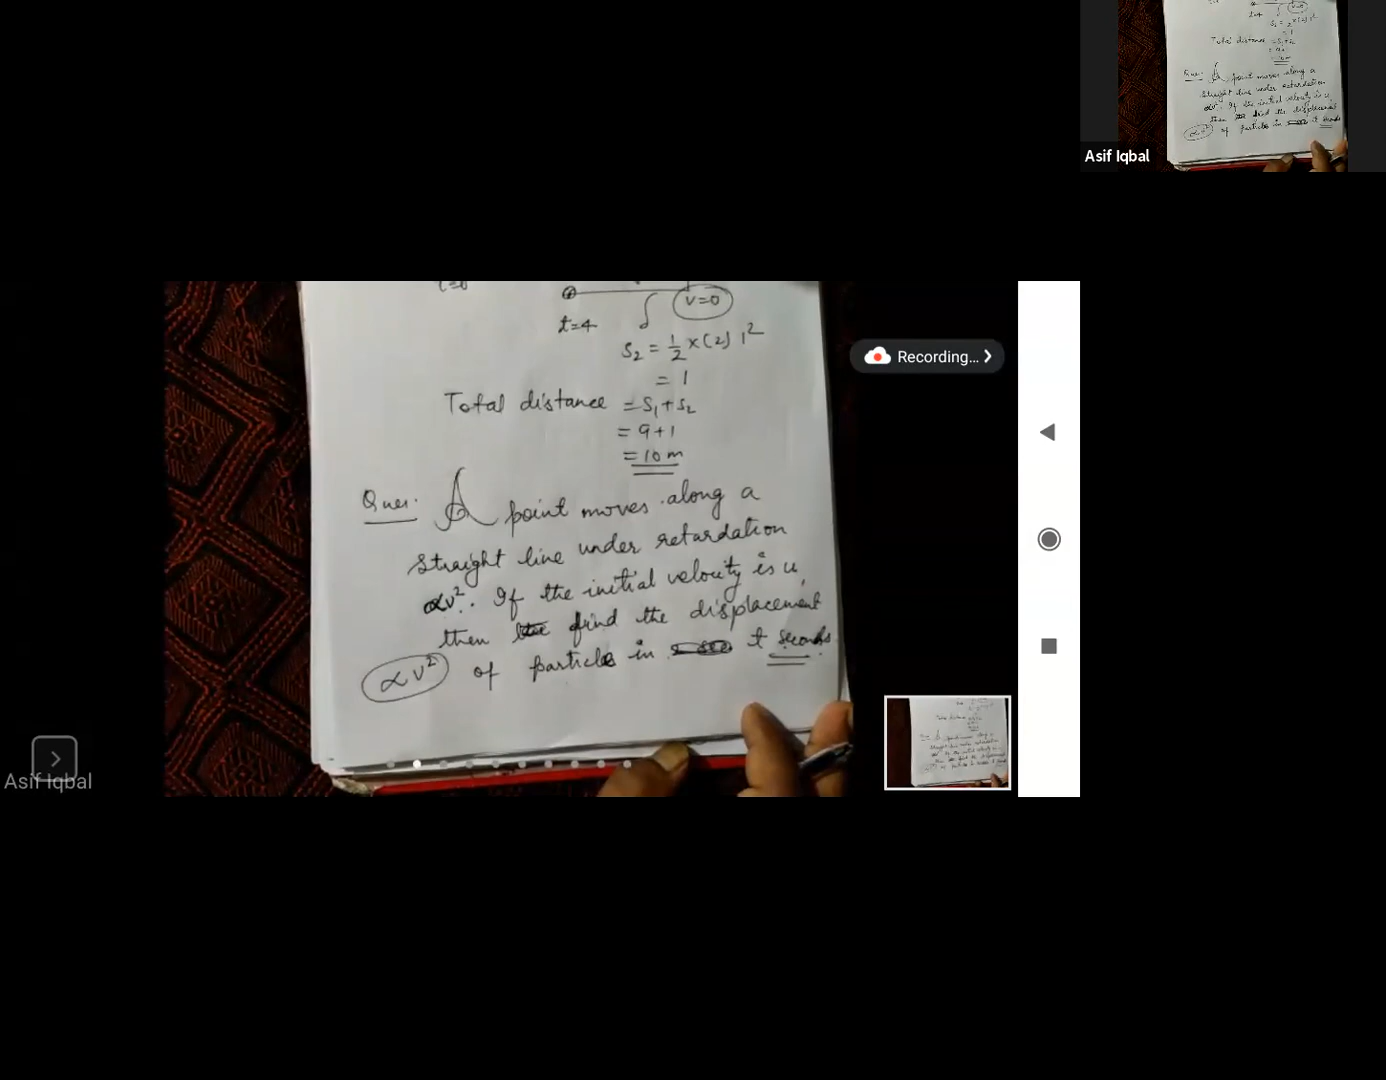 Asif Iqbal
t=4
v=0
S₂ = 1/2 × (2) 1²
= 1
Total distance = S₁ + S₂
= 9+1
= 10 m
Ques: A point moves along a
straight line under retardation
αv². If the initial velocity is u,
then find the displacement
αv² of particle in t seconds.
Recording...
Asif Iqbal